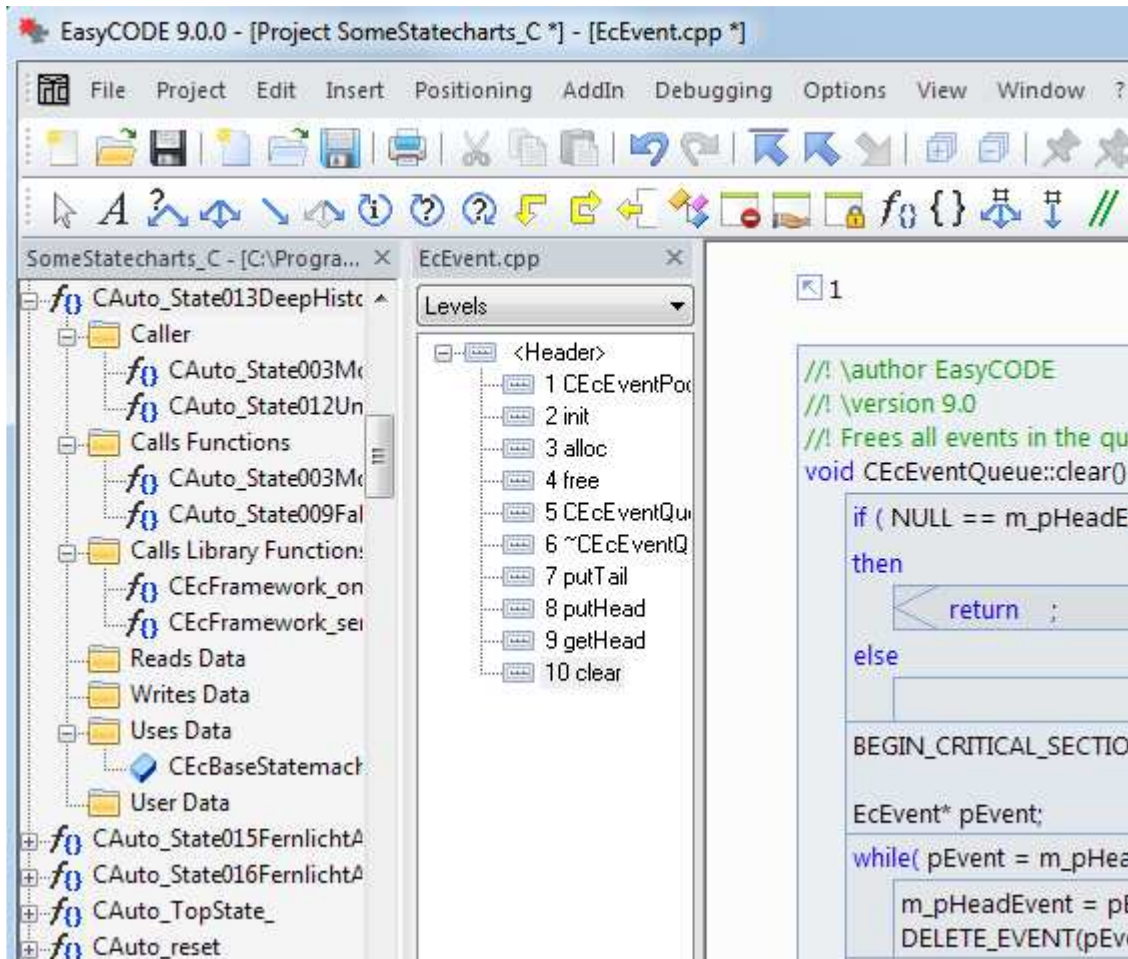 EasyCODE 9.0.0 - [Project SomeStatecharts_C *] - [EcEvent.cpp *]
File Project Edit Insert Positioning AddIn Debugging Options View Window ?
SomeStatecharts_C - [C:\Progra...
CAuto_State013DeepHistc
Caller
CAuto_State003Mc
CAuto_State012Un
Calls Functions
CAuto_State003Mc
CAuto_State009Fal
Calls Library Functions
CEcFramework_on
CEcFramework_sei
Reads Data
Writes Data
Uses Data
CEcBaseStatemach
User Data
CAuto_State015FernlichtA
CAuto_State016FernlichtA
CAuto_TopState_
CAuto_reset
EcEvent.cpp
Levels
<Header>
1 CEcEventPoo
2 init
3 alloc
4 free
5 CEcEventQu
6 ~CEcEventQ
7 putTail
8 putHead
9 getHead
10 clear
1
//! \author EasyCODE
//! \version 9.0
//! Frees all events in the qu
void CEcEventQueue::clear()
if ( NULL == m_pHeadE
then
return ;
else
BEGIN_CRITICAL_SECTIO
EcEvent* pEvent;
while( pEvent = m_pHea
m_pHeadEvent = pE
DELETE_EVENT(pEve